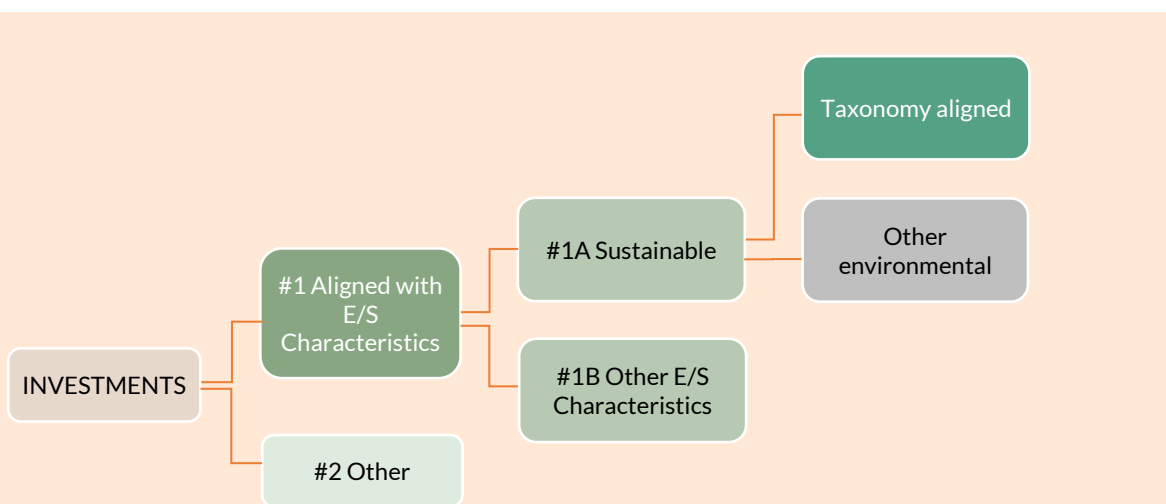 Taxonomy aligned
#1A Sustainable
Other
environmental
#1 Aligned with
E/S
Characteristics
INVESTMENTS
#1B Other E/S
Characteristics
#2 Other